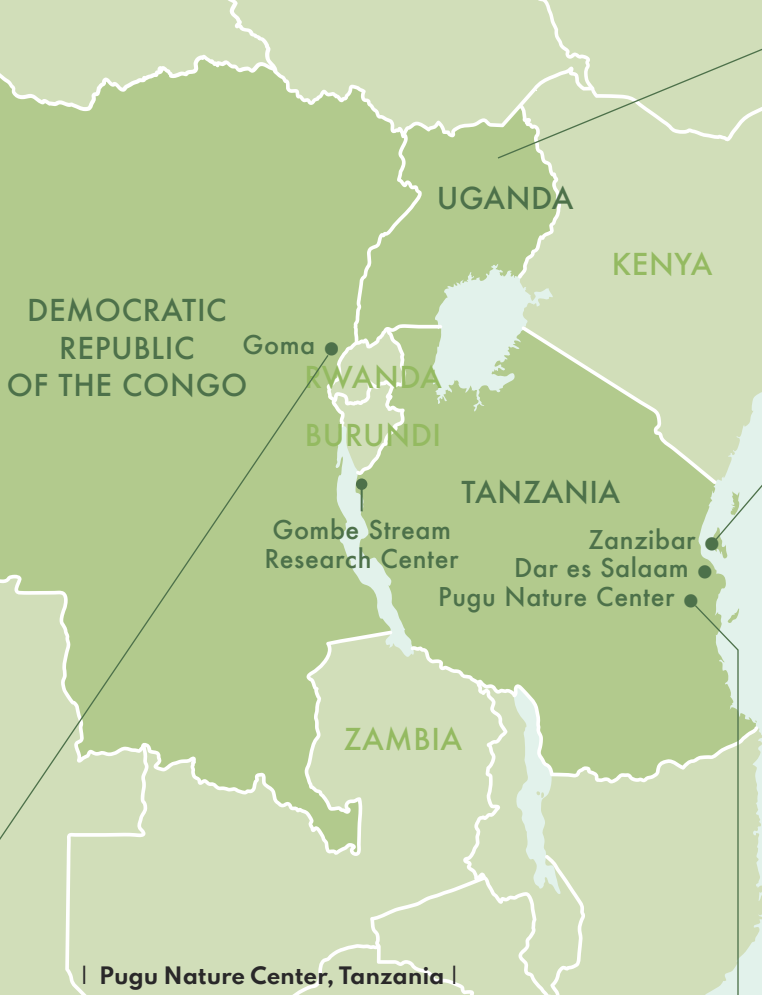 UGANDA
KENYA
DEMOCRATIC
REPUBLIC
OF THE CONGO
Goma
RWANDA
BURUNDI
TANZANIA
Gombe Stream
Research Center
Zanzibar
Dar es Salaam
Pugu Nature Center
ZAMBIA
| Pugu Nature Center, Tanzania |